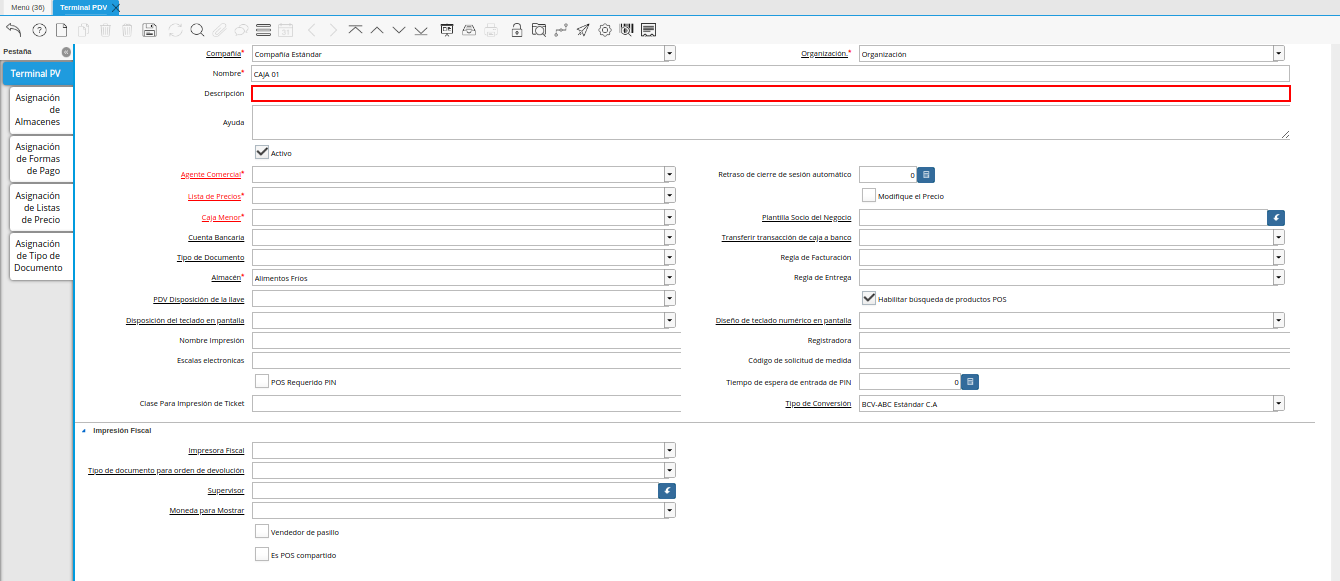 Menú (36)
Terminal PDV
Pestaña
Terminal PV
Asignación
de
Almacenes
Asignación
de Formas
de Pago
Asignación
de Listas
de Precio
Asignación
de Tipo de
Documento
Compañía* Compañía Estándar Organización.* Organización
Nombre* CAJA 01
Descripción
Ayuda
Activo
Agente Comercial* Retraso de cierre de sesión automático 0
Lista de Precios* Modifique el Precio
Caja Menor* Plantilla Socio del Negocio
Cuenta Bancaria Transferir transacción de caja a banco
Tipo de Documento Regla de Facturación
Almacén* Alimentos Fríos Regla de Entrega
PDV Disposición de la llave Habilitar búsqueda de productos POS
Disposición del teclado en pantalla Diseño de teclado numérico en pantalla
Nombre Impresión Registradora
Escalas electronicas Código de solicitud de medida
POS Requerido PIN Tiempo de espera de entrada de PIN 0
Clase Para Impresión de Ticket Tipo de Conversión BCV-ABC Estándar C.A
Impresión Fiscal
Impresora Fiscal
Tipo de documento para orden de devolución
Supervisor
Moneda para Mostrar
Vendedor de pasillo
Es POS compartido